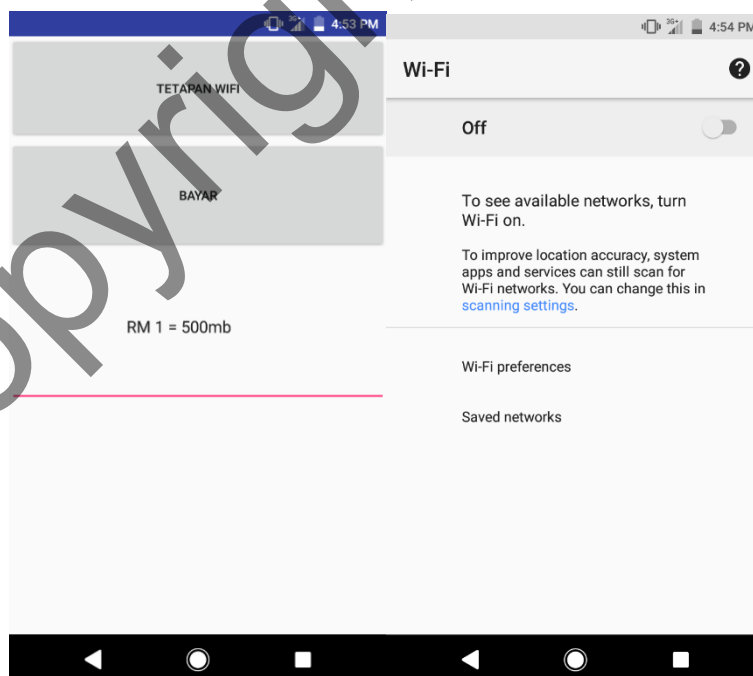 4:53 PM
TETAPAN WIFI
BAYAR
RM 1 = 500mb
4:54 PM
Wi-Fi
Off
To see available networks, turn
Wi-Fi on.
To improve location accuracy, system
apps and services can still scan for
Wi-Fi networks. You can change this in
scanning settings.
Wi-Fi preferences
Saved networks